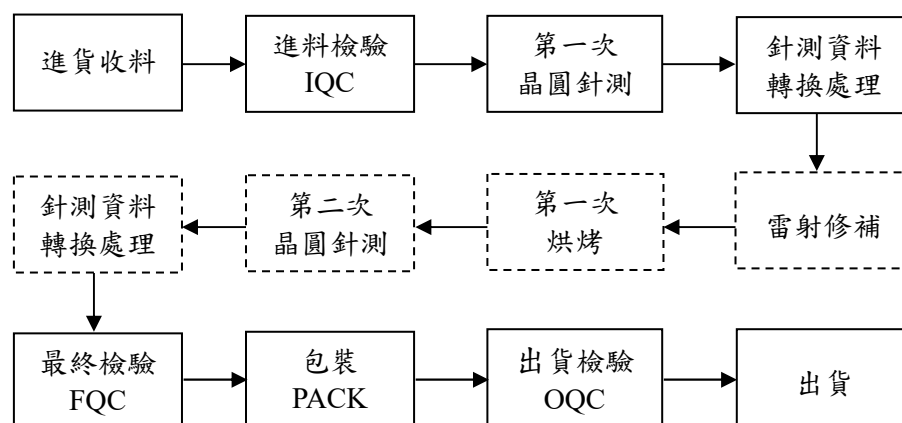 進貨收料
進料檢驗
IQC
第一次
晶圓針測
針測資料
轉換處理
雷射修補
第一次
烘烤
第二次
晶圓針測
針測資料
轉換處理
最終檢驗
FQC
包裝
PACK
出貨檢驗
OQC
出貨